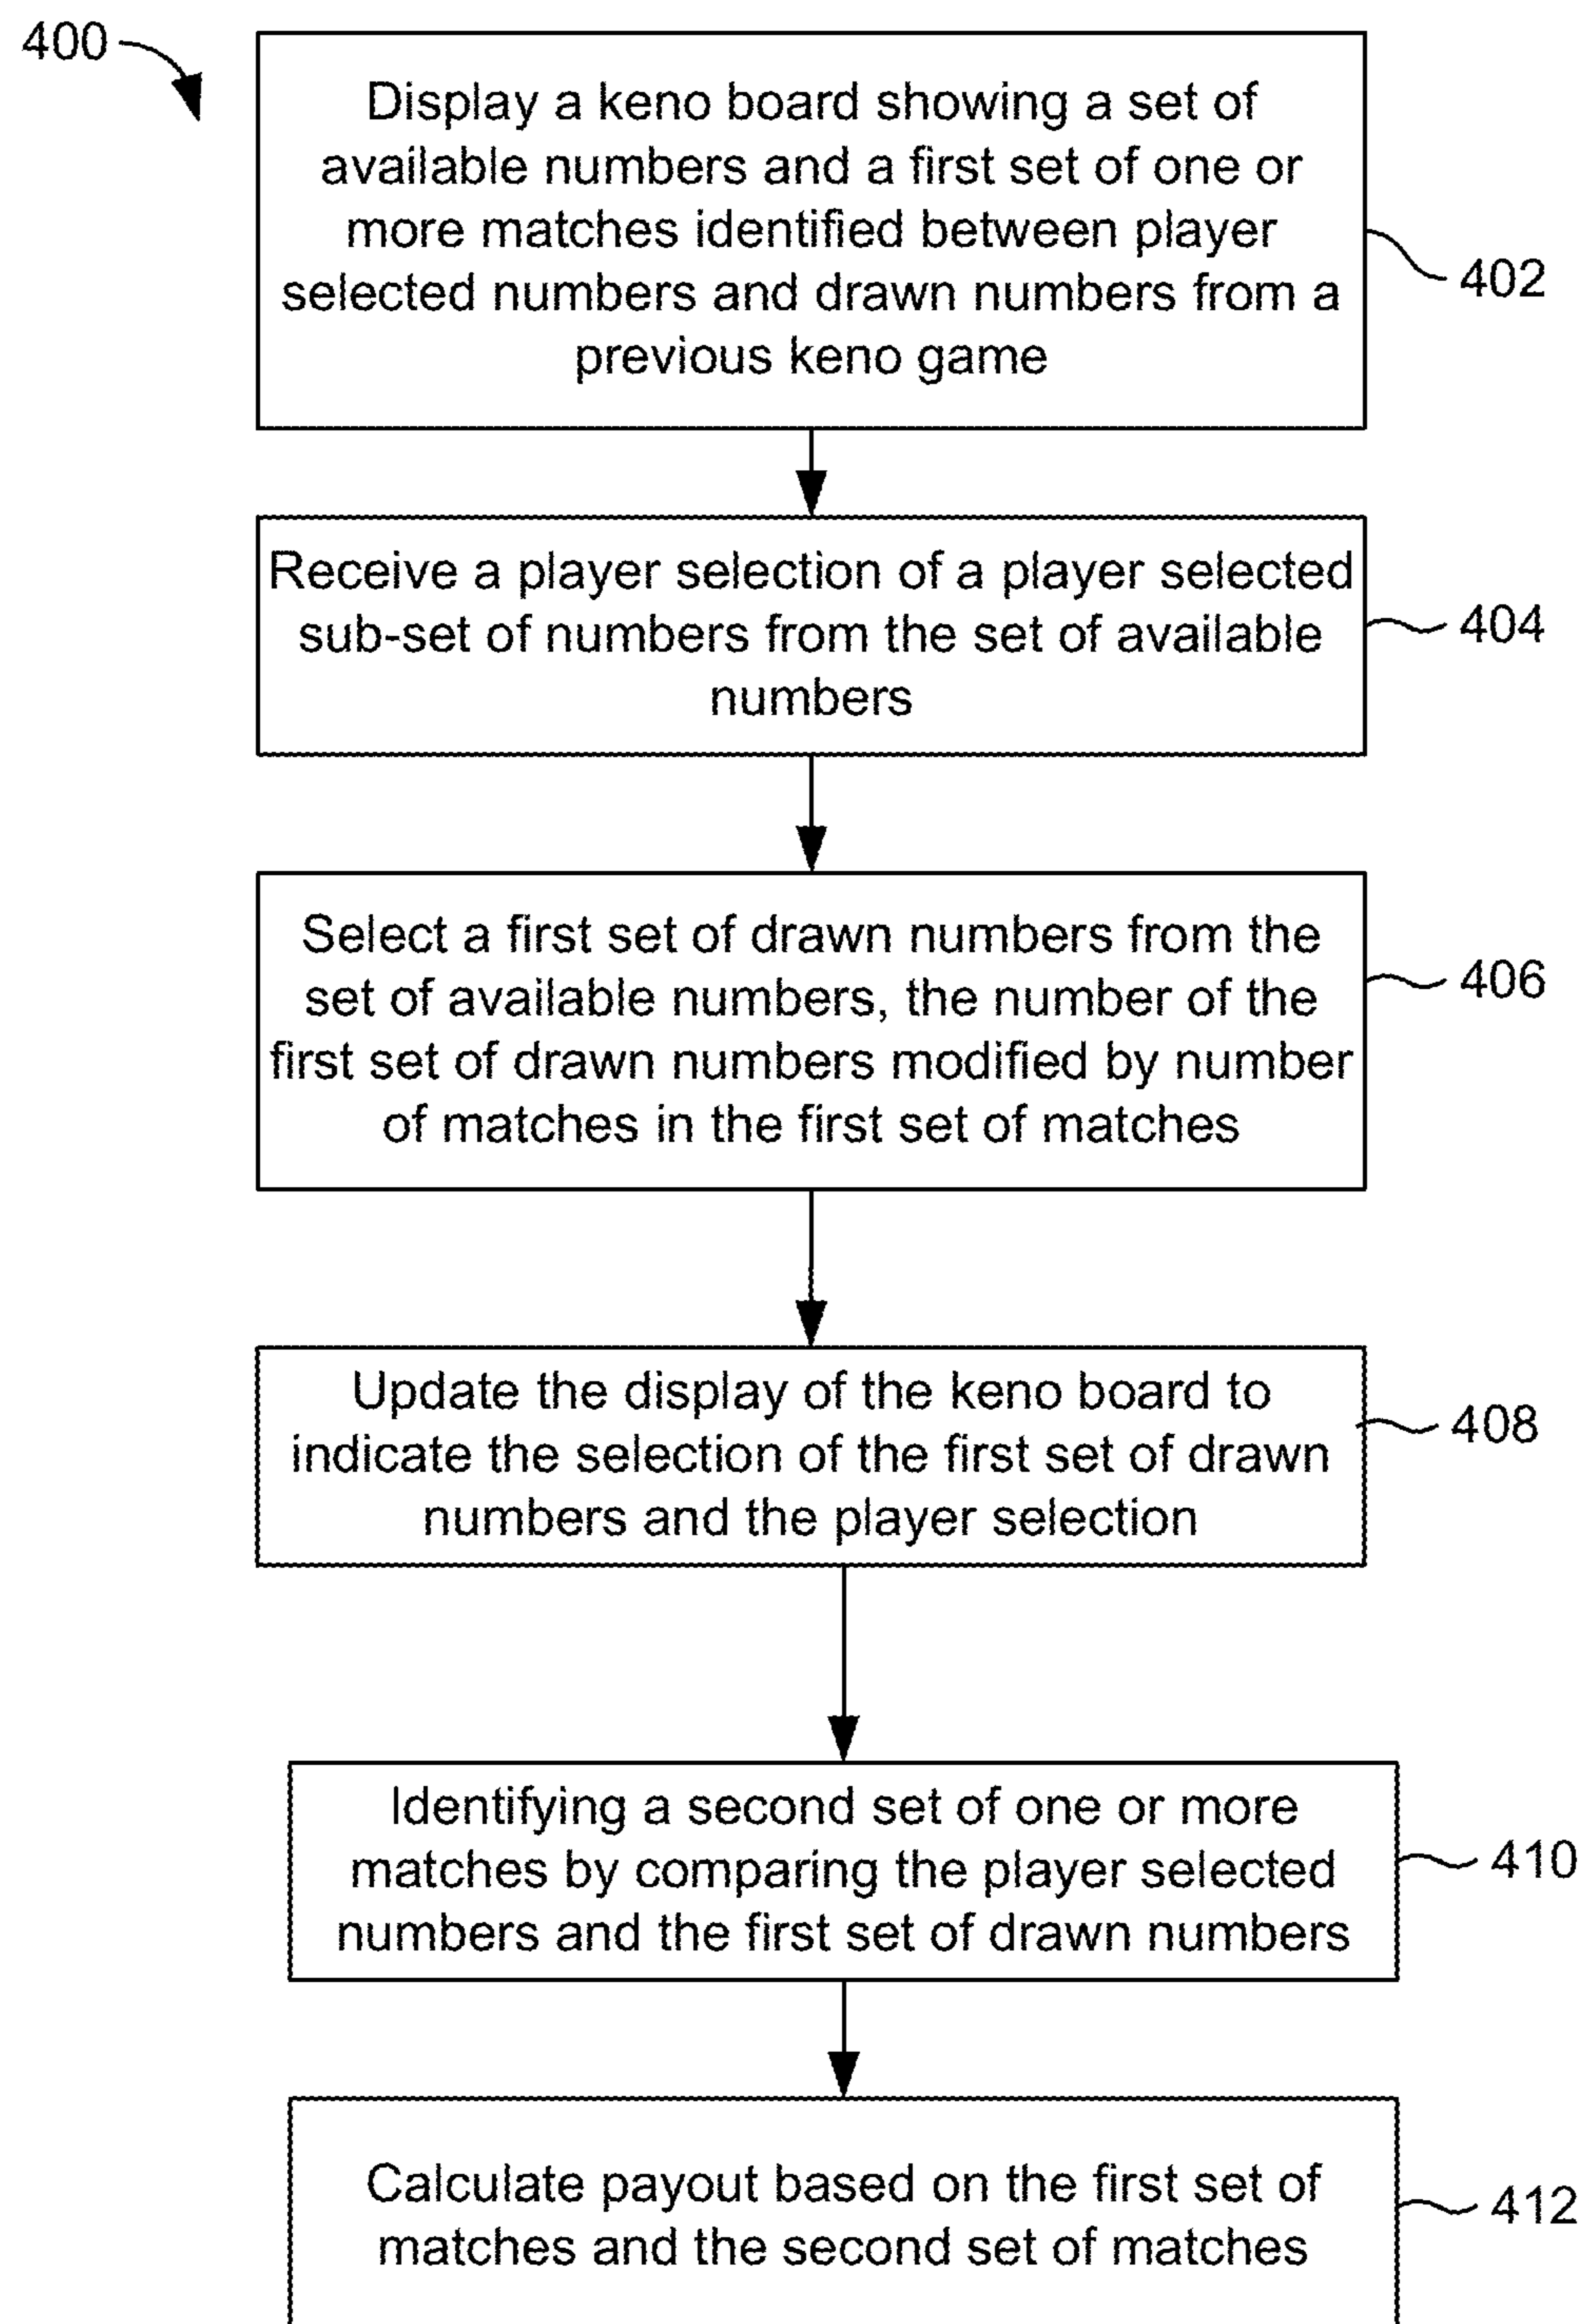 400
Display a keno board showing a set of
available numbers and a first set of one or
more matches identified between player
selected numbers and drawn numbers from a
previous keno game
402
Receive a player selection of a player selected
sub-set of numbers from the set of available
numbers
404
Select a first set of drawn numbers from the
set of available numbers, the number of the
first set of drawn numbers modified by number
of matches in the first set of matches
406
Update the display of the keno board to
indicate the selection of the first set of drawn
numbers and the player selection
408
Identifying a second set of one or more
matches by comparing the player selected
numbers and the first set of drawn numbers
410
Calculate payout based on the first set of
matches and the second set of matches
412